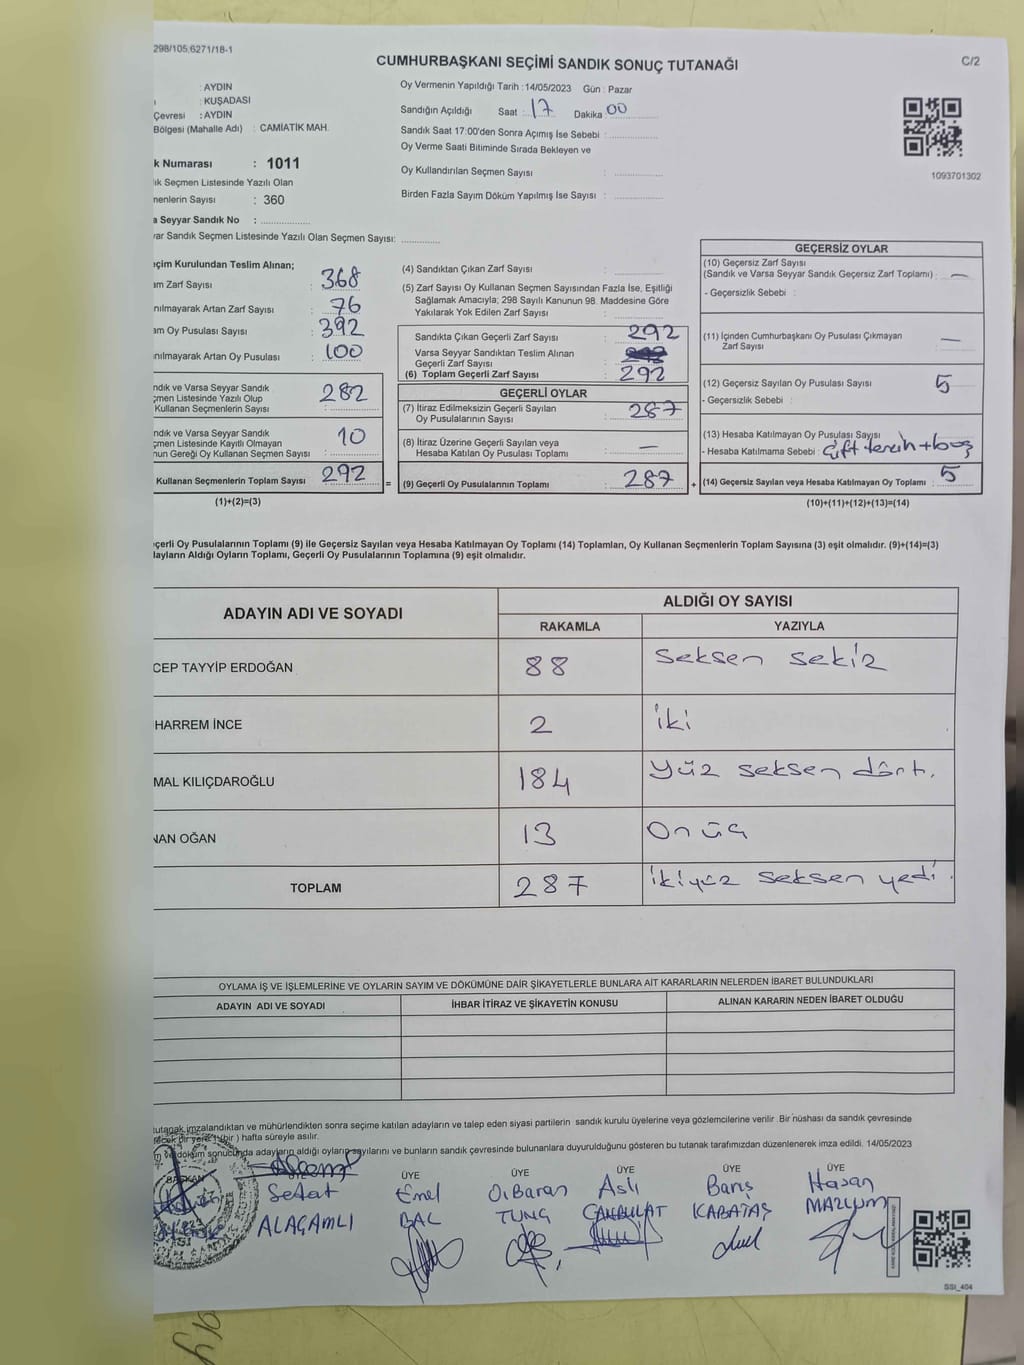 298/105,6271/18-1
CUMHURBAŞKANI SEÇİMİ SANDIK SONUÇ TUTANAĞI
C/2
: AYDIN
: KUŞADASI
Çevresi : AYDIN
Bölgesi (Mahalle Adı) : CAMİATİK MAH.
k Numarası : 1011
ık Seçmen Listesinde Yazılı Olan
menlerin Sayısı : 360
a Seyyar Sandık No : ............
yar Sandık Seçmen Listesinde Yazılı Olan Seçmen Sayısı: ............
Oy Vermenin Yapıldığı Tarih : 14/05/2023 Gün : Pazar
Sandığın Açıldığı Saat : 17 Dakika : 00
Sandık Saat 17:00'den Sonra Açımış İse Sebebi : ............
Oy Verme Saati Bitiminde Sırada Bekleyen ve
Oy Kullandırılan Seçmen Sayısı : ............
Birden Fazla Sayım Döküm Yapılmış İse Sayısı : ............
1093701302
eçim Kurulundan Teslim Alınan;
am Zarf Sayısı : 368
anılmayarak Artan Zarf Sayısı : 76
am Oy Pusulası Sayısı : 392
anılmayarak Artan Oy Pusulası : 100
ndık ve Varsa Seyyar Sandık
çmen Listesinde Yazılı Olup
Kullanan Seçmenlerin Sayısı : 282
ndık ve Varsa Seyyar Sandık
çmen Listesinde Kayıtlı Olmayan
nun Gereği Oy Kullanan Seçmen Sayısı : 10
Kullanan Seçmenlerin Toplam Sayısı : 292 =
(1)+(2)=(3)
(4) Sandıktan Çıkan Zarf Sayısı : ............
(5) Zarf Sayısı Oy Kullanan Seçmen Sayısından Fazla İse, Eşitliği
Sağlamak Amacıyla; 298 Sayılı Kanunun 98. Maddesine Göre
Yakılarak Yok Edilen Zarf Sayısı : ............
Sandıkta Çıkan Geçerli Zarf Sayısı : 292
Varsa Seyyar Sandıktan Teslim Alınan
Geçerli Zarf Sayısı :
(6) Toplam Geçerli Zarf Sayısı : 292
GEÇERLİ OYLAR
(7) İtiraz Edilmeksizin Geçerli Sayılan
Oy Pusulalarının Sayısı : 287
(8) İtiraz Üzerine Geçerli Sayılan veya
Hesaba Katılan Oy Pusulası Toplamı : —
(9) Geçerli Oy Pusulalarının Toplamı : 287 +
GEÇERSİZ OYLAR
(10) Geçersiz Zarf Sayısı
(Sandık ve Varsa Seyyar Sandık Geçersiz Zarf Toplamı) : —
- Geçersizlik Sebebi :
(11) İçinden Cumhurbaşkanı Oy Pusulası Çıkmayan
Zarf Sayısı : —
(12) Geçersiz Sayılan Oy Pusulası Sayısı : 5
- Geçersizlik Sebebi :
(13) Hesaba Katılmayan Oy Pusulası Sayısı :
- Hesaba Katılmama Sebebi : Çift tercih + boş
(14) Geçersiz Sayılan veya Hesaba Katılmayan Oy Toplamı : 5
(10)+(11)+(12)+(13)=(14)
çerli Oy Pusulalarının Toplamı (9) ile Geçersiz Sayılan veya Hesaba Katılmayan Oy Toplamı (14) Toplamları, Oy Kullanan Seçmenlerin Toplam Sayısına (3) eşit olmalıdır. (9)+(14)=(3)
dayların Aldığı Oyların Toplamı, Geçerli Oy Pusulalarının Toplamına (9) eşit olmalıdır.
ADAYIN ADI VE SOYADI
ALDIĞI OY SAYISI
RAKAMLA YAZIYLA
CEP TAYYİP ERDOĞAN 88 Seksen sekiz
HARREM İNCE 2 iki
MAL KILIÇDAROĞLU 184 Yüz seksen dört.
NAN OĞAN 13 On üç
TOPLAM 287 ikiyüz seksen yedi.
OYLAMA İŞ VE İŞLEMLERİNE VE OYLARIN SAYIM VE DÖKÜMÜNE DAİR ŞİKAYETLERLE BUNLARA AİT KARARLARIN NELERDEN İBARET BULUNDUKLARI
ADAYIN ADI VE SOYADI İHBAR İTİRAZ VE ŞİKAYETİN KONUSU ALINAN KARARIN NEDEN İBARET OLDUĞU
tutanak imzalandıktan ve mühürlendikten sonra seçime katılan adayların ve talep eden siyasi partilerin sandık kurulu üyelerine veya gözlemcilerine verilir. Bir nüshası da sandık çevresinde
bir ) hafta süreyle asılır.
döküm sonucunda adayların aldığı oyların sayılarını ve bunların sandık çevresinde bulunanlara duyurulduğunu gösteren bu tutanak tarafımızdan düzenlenerek imza edildi. 14/05/2023
BAŞKAN ÜYE ÜYE ÜYE ÜYE ÜYE ÜYE
Sedat Emel Aslı Barış Hasan
ALAÇAMLI BAL TUNÇ CANBULAT KABATAŞ MAZLUM
SSI_404